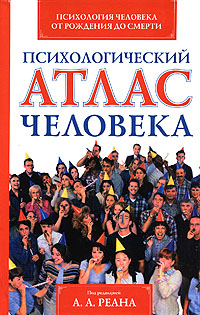 ПСИХОЛОГИЯ ЧЕЛОВЕКА
ОТ РОЖДЕНИЯ ДО СМЕРТИ
ПСИХОЛОГИЧЕСКИЙ
АТЛАС
ЧЕЛОВЕКА
Под редакцией
А. А. РЕАНА